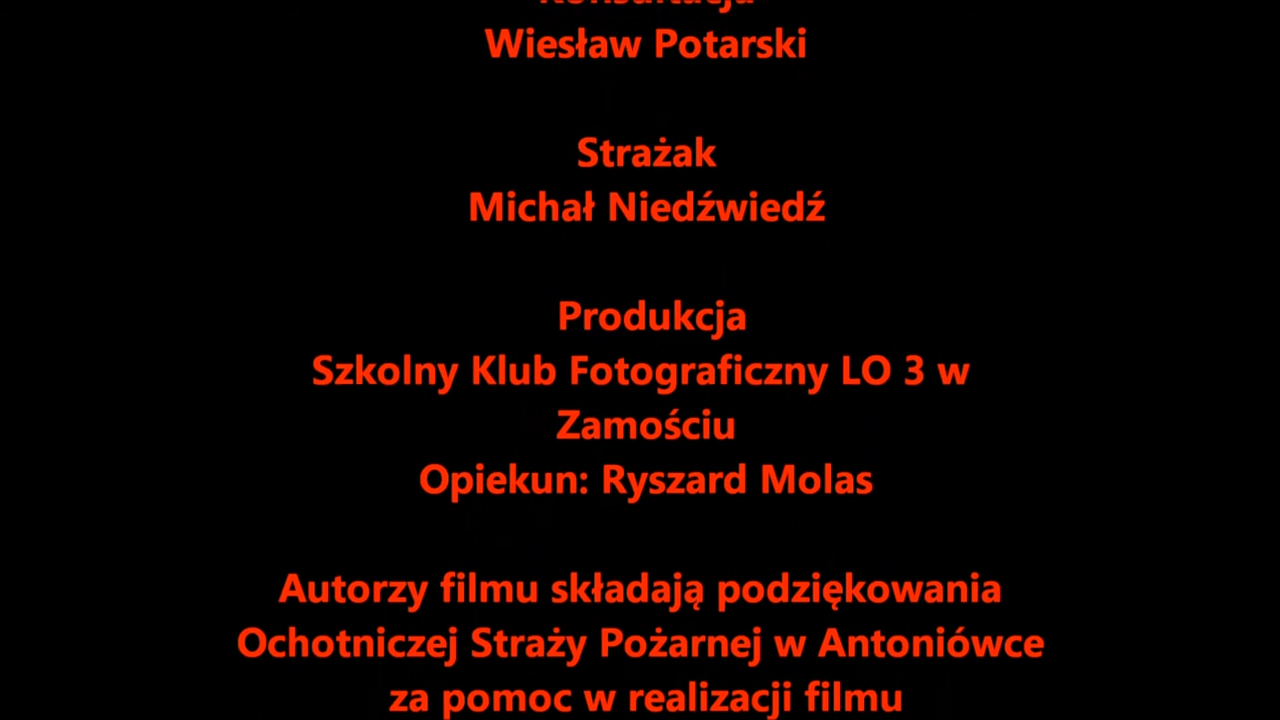 Konsultacja
Wiesław Potarski
Strażak
Michał Niedźwiedź
Produkcja
Szkolny Klub Fotograficzny LO 3 w
Zamościu
Opiekun: Ryszard Molas
Autorzy filmu składają podziękowania
Ochotniczej Straży Pożarnej w Antoniówce
za pomoc w realizacji filmu